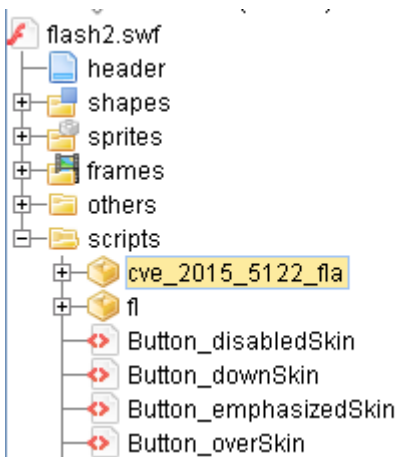 flash2.swf
header
shapes
sprites
frames
others
scripts
cve_2015_5122_fla
fl
Button_disabledSkin
Button_downSkin
Button_emphasizedSkin
Button_overSkin